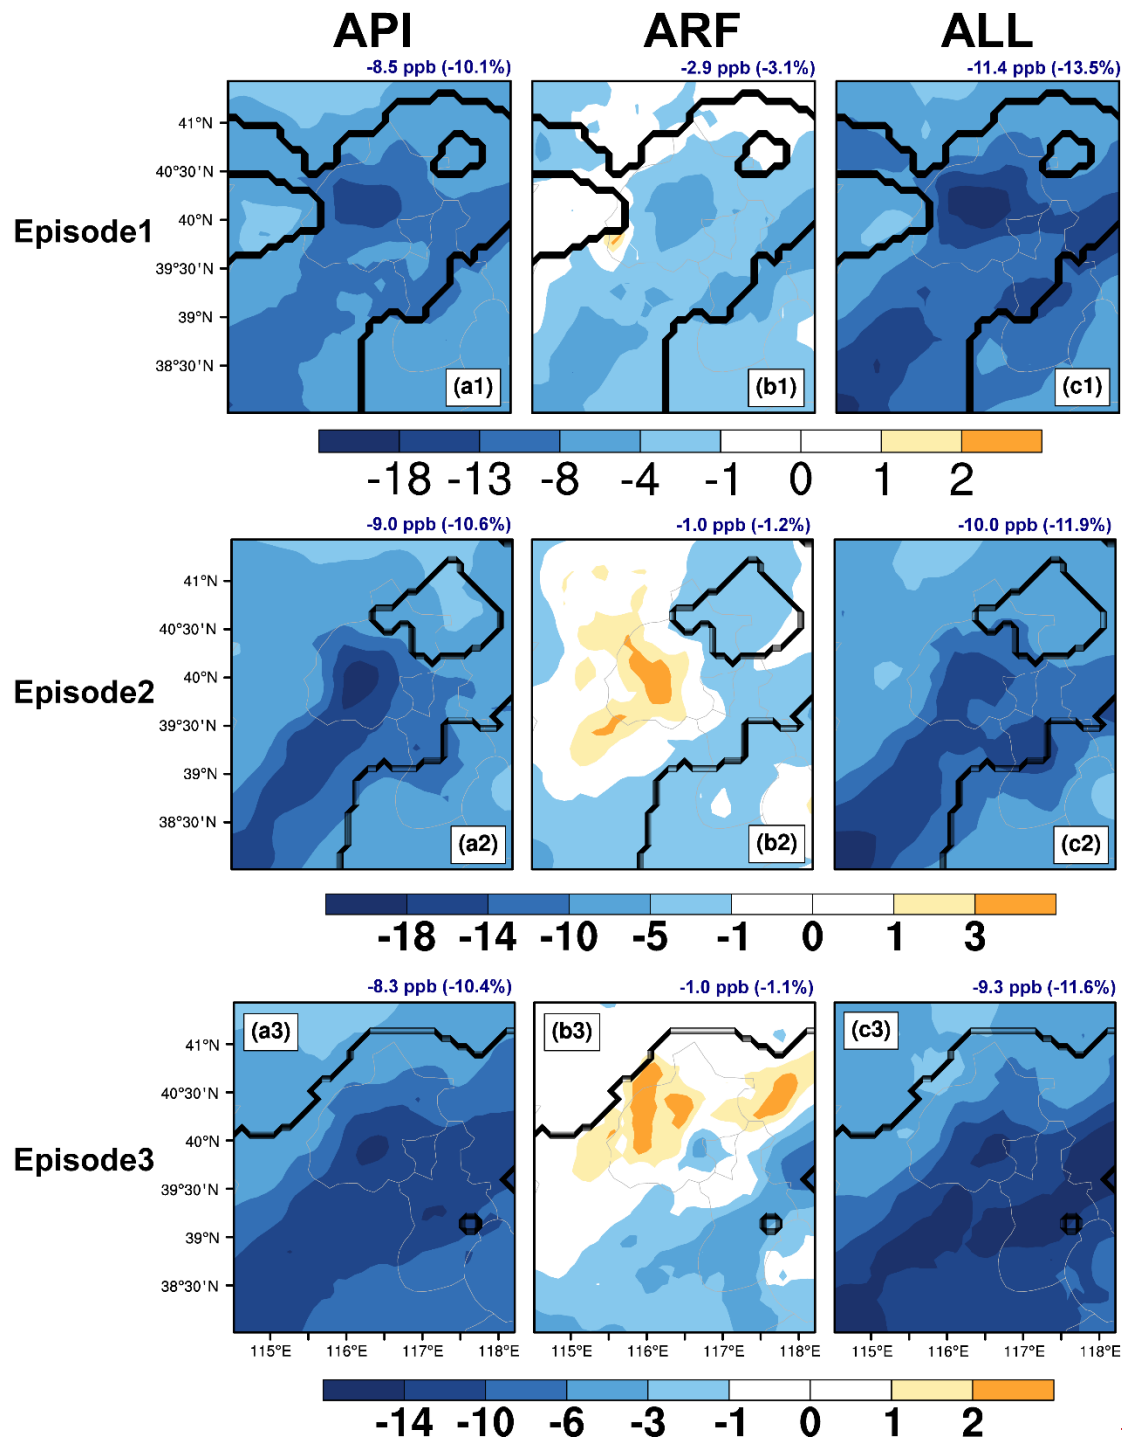 API ARF ALL
-8.5 ppb (-10.1%) -2.9 ppb (-3.1%) -11.4 ppb (-13.5%)
Episode1
41°N
40°30'N
40°N
39°30'N
39°N
38°30'N
(a1) (b1) (c1)
-18 -13 -8 -4 -1 0 1 2
-9.0 ppb (-10.6%) -1.0 ppb (-1.2%) -10.0 ppb (-11.9%)
Episode2
41°N
40°30'N
40°N
39°30'N
39°N
38°30'N
(a2) (b2) (c2)
-18 -14 -10 -5 -1 0 1 3
-8.3 ppb (-10.4%) -1.0 ppb (-1.1%) -9.3 ppb (-11.6%)
(a3) (b3) (c3)
Episode3
41°N
40°30'N
40°N
39°30'N
39°N
38°30'N
115°E 116°E 117°E 118°E 115°E 116°E 117°E 118°E 115°E 116°E 117°E 118°E
-14 -10 -6 -3 -1 0 1 2